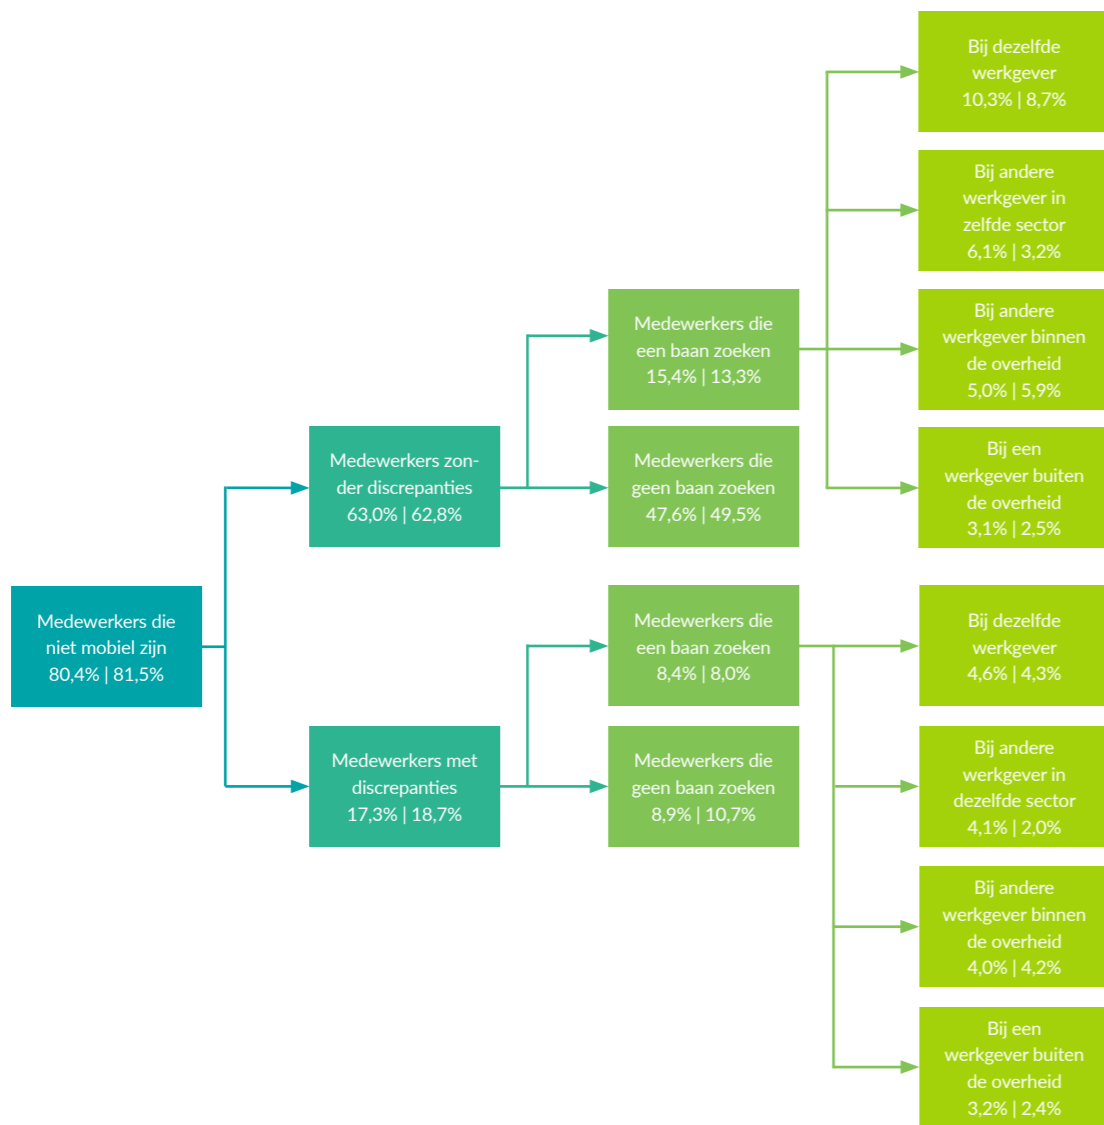 Medewerkers die
niet mobiel zijn
80,4% | 81,5%
Medewerkers zon-
der discrepanties
63,0% | 62,8%
Medewerkers met
discrepanties
17,3% | 18,7%
Medewerkers die
een baan zoeken
15,4% | 13,3%
Medewerkers die
geen baan zoeken
47,6% | 49,5%
Medewerkers die
een baan zoeken
8,4% | 8,0%
Medewerkers die
geen baan zoeken
8,9% | 10,7%
Bij dezelfde
werkgever
10,3% | 8,7%
Bij andere
werkgever in
zelfde sector
6,1% | 3,2%
Bij andere
werkgever binnen
de overheid
5,0% | 5,9%
Bij een
werkgever buiten
de overheid
3,1% | 2,5%
Bij dezelfde
werkgever
4,6% | 4,3%
Bij andere
werkgever in
dezelfde sector
4,1% | 2,0%
Bij andere
werkgever binnen
de overheid
4,0% | 4,2%
Bij een
werkgever buiten
de overheid
3,2% | 2,4%